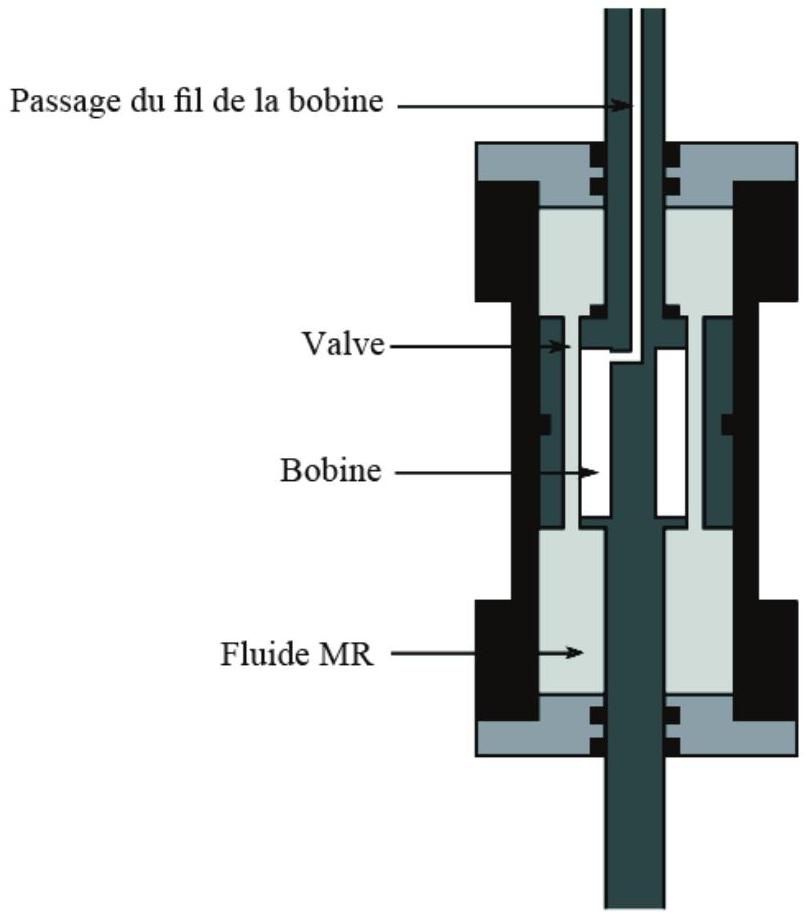 Passage du fil de la bobine
Valve
Bobine
Fluide MR